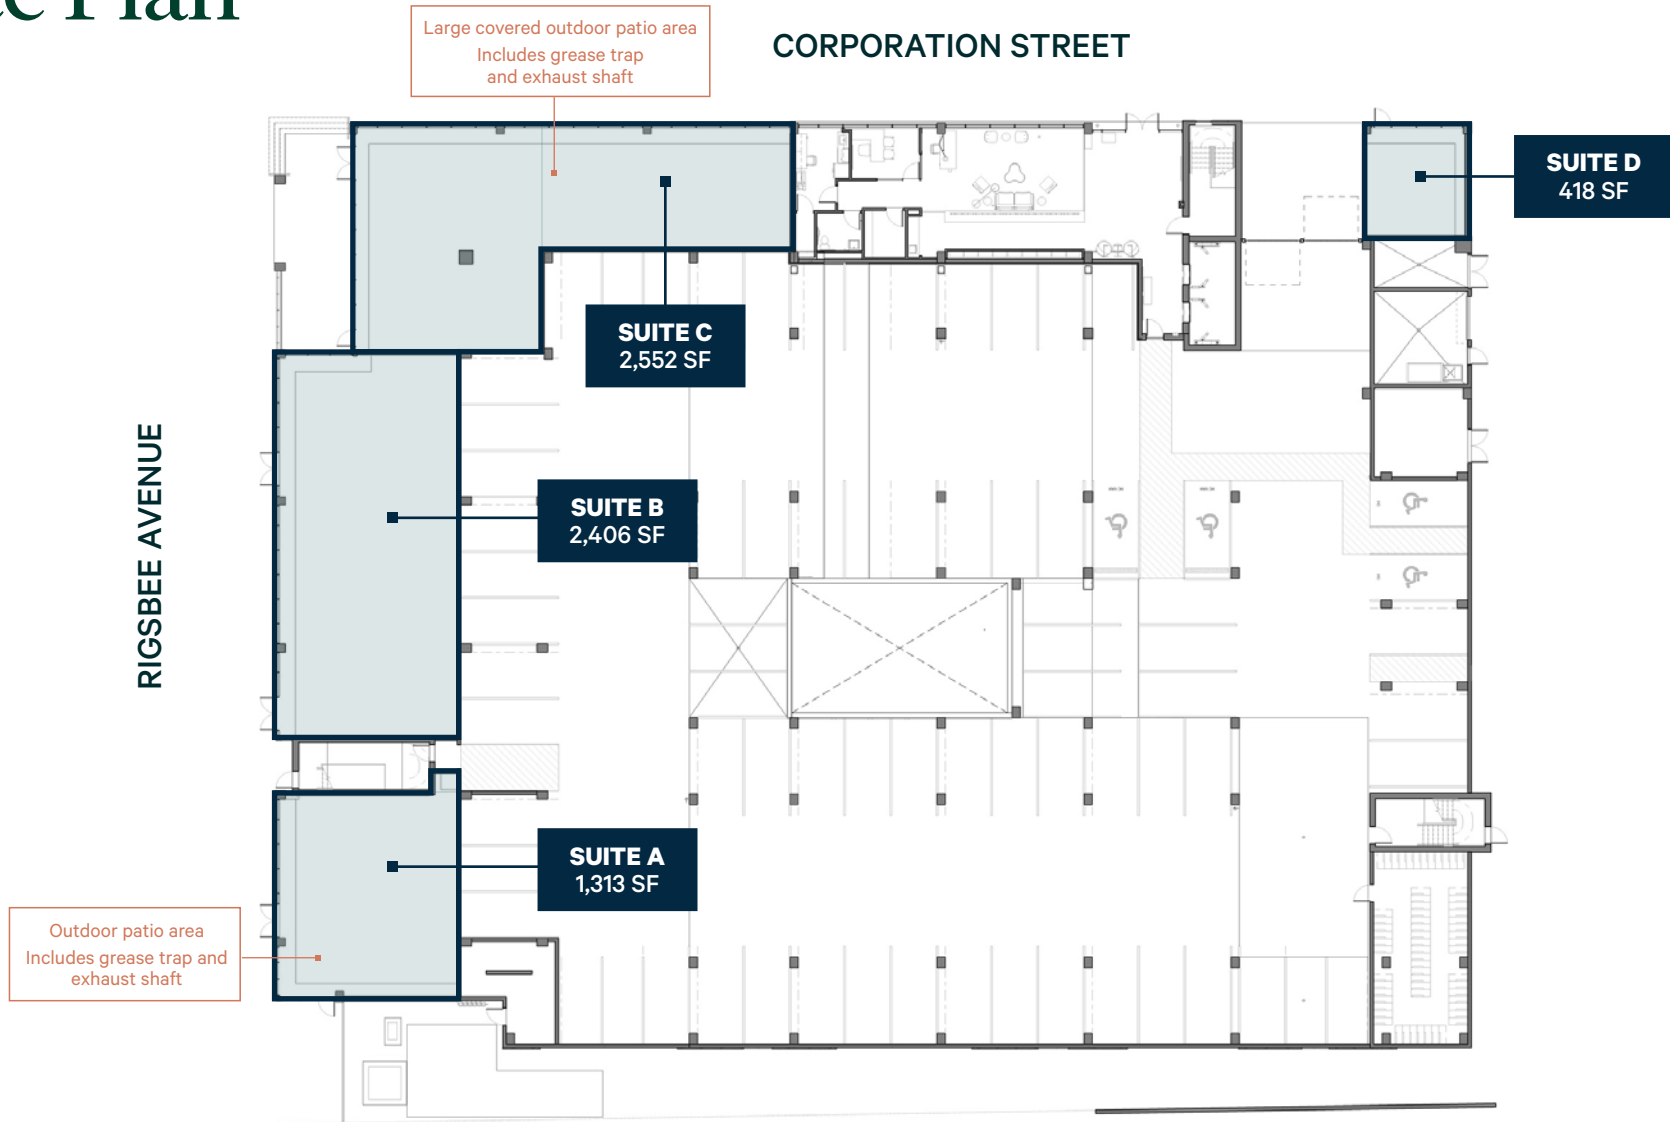 Plan
Large covered outdoor patio area
Includes grease trap
and exhaust shaft
CORPORATION STREET
SUITE D
418 SF
SUITE C
2,552 SF
RIGSBEE AVENUE
SUITE B
2,406 SF
SUITE A
1,313 SF
Outdoor patio area
Includes grease trap and
exhaust shaft